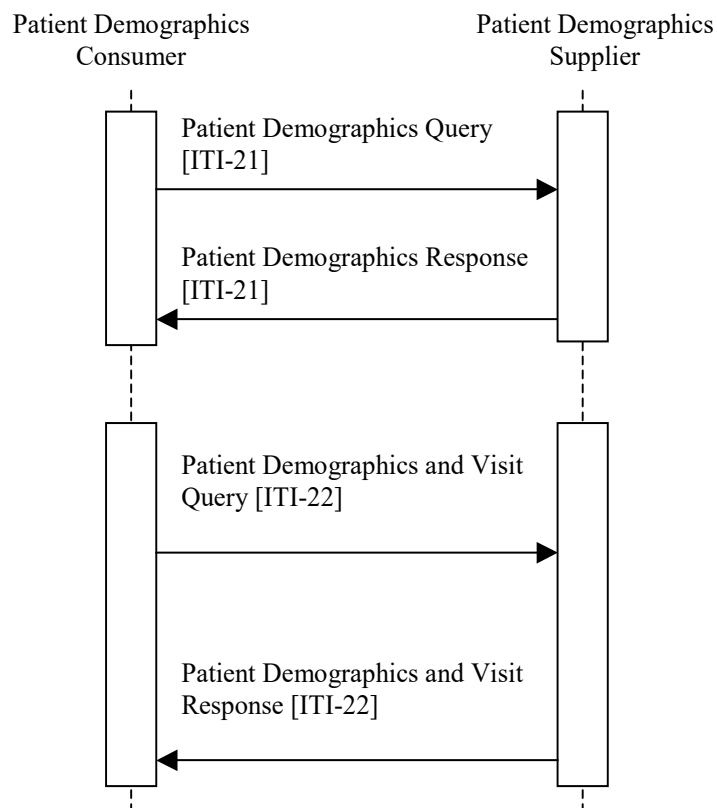 Patient Demographics
Consumer
Patient Demographics
Supplier
Patient Demographics Query
[ITI-21]
Patient Demographics Response
[ITI-21]
Patient Demographics and Visit
Query [ITI-22]
Patient Demographics and Visit
Response [ITI-22]